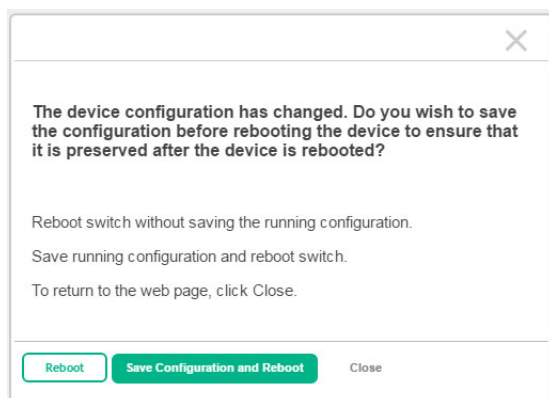 The device configuration has changed. Do you wish to save
the configuration before rebooting the device to ensure that
it is preserved after the device is rebooted?
Reboot switch without saving the running configuration.
Save running configuration and reboot switch.
To return to the web page, click Close.
Reboot Save Configuration and Reboot Close